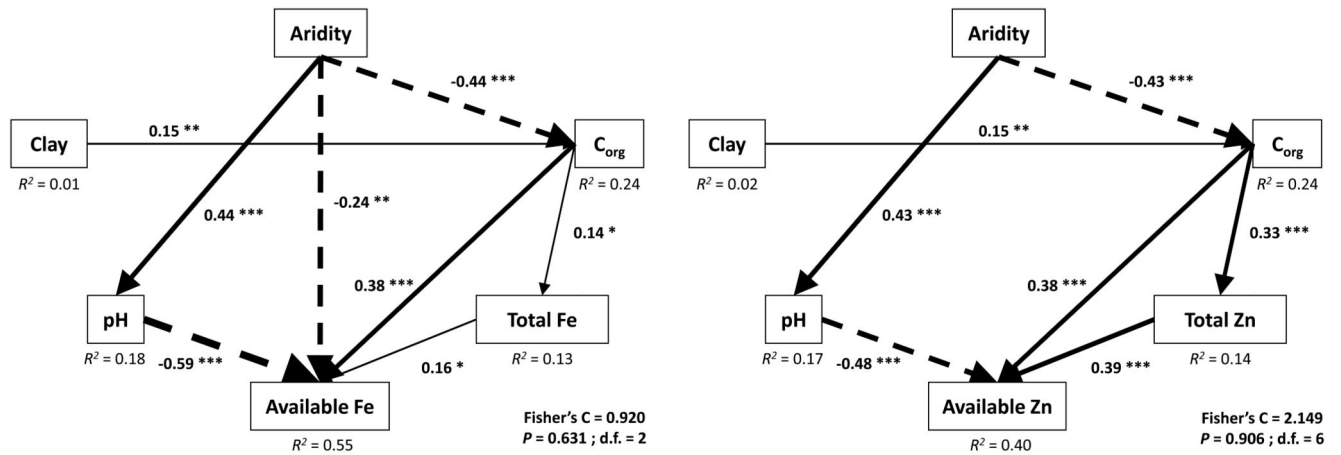 Aridity
-0.44 ***
Clay
R² = 0.01
0.15 **
C_org
R² = 0.24
0.44 ***
-0.24 **
0.14 *
0.38 ***
pH
R² = 0.18
-0.59 ***
Total Fe
R² = 0.13
0.16 *
Available Fe
R² = 0.55
Fisher's C = 0.920
P = 0.631 ; d.f. = 2
Aridity
-0.43 ***
Clay
R² = 0.02
0.15 **
C_org
R² = 0.24
0.43 ***
0.33 ***
0.38 ***
pH
R² = 0.17
-0.48 ***
Total Zn
R² = 0.14
0.39 ***
Available Zn
R² = 0.40
Fisher's C = 2.149
P = 0.906 ; d.f. = 6